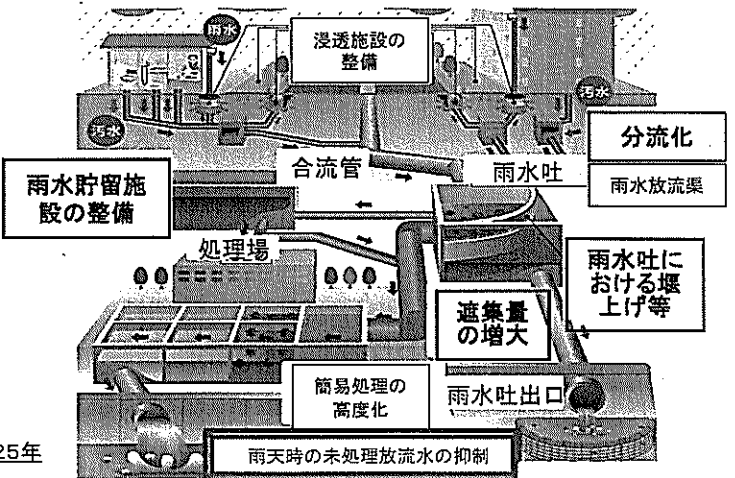 雨水
浸透施設の
整備
汚水
汚水
分流化
合流管
雨水吐
雨水放流渠
雨水貯留施
設の整備
処理場
雨水吐に
おける堰
上げ等
遮集量
の増大
簡易処理の
高度化
雨水吐出口
25年
雨天時の未処理放流水の抑制